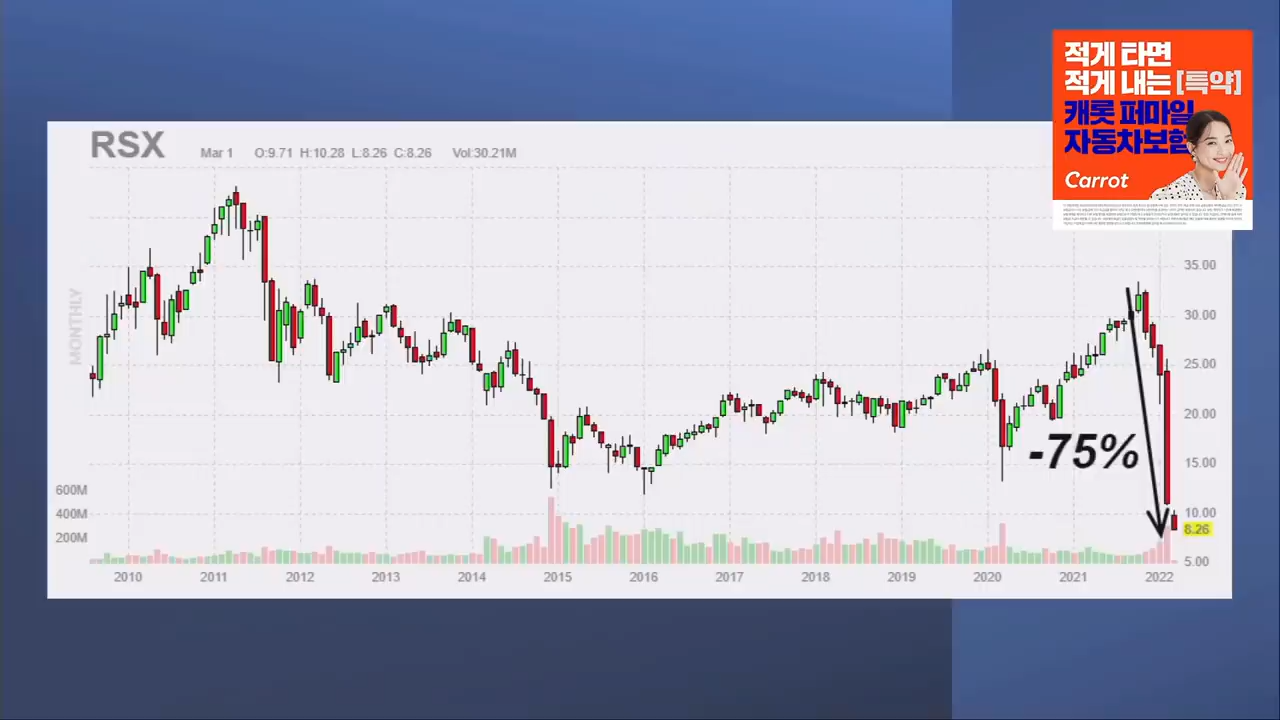 적게 타면
적게 내는 [특약]
캐롯 퍼마일
자동차보험
Carrot
RSX
Mar 1 O:9.71 H:10.28 L:8.26 C:8.26 Vol:30.21M
MONTHLY
35.00
30.00
25.00
20.00
15.00
10.00
8.26
5.00
-75%
600M
400M
200M
2010 2011 2012 2013 2014 2015 2016 2017 2018 2019 2020 2021 2022